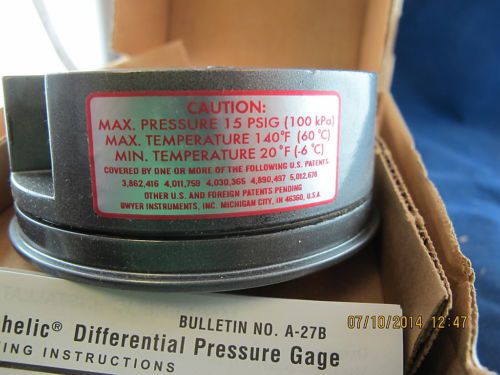 CAUTION:
MAX. PRESSURE 15 PSIG (100 kPa)
MAX. TEMPERATURE 140°F (60°C)
MIN. TEMPERATURE 20°F (-6°C)
COVERED BY ONE OR MORE OF THE FOLLOWING U.S. PATENTS.
3,862,416 4,011,759 4,030,365 4,890,497 5,012,678
OTHER U.S. AND FOREIGN PATENTS PENDING
DWYER INSTRUMENTS, INC. MICHIGAN CITY, IN 46360, U.S.A.
BULLETIN NO. A-27B
helic® Differential Pressure Gage
ING INSTRUCTIONS
07/10/2014 12:47